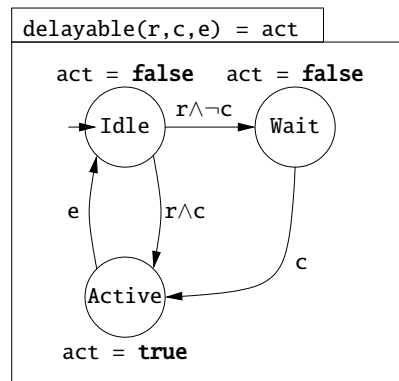 delayable(r,c,e) = act
act = false act = false
Idle r∧¬c Wait
e r∧c
c
Active
act = true